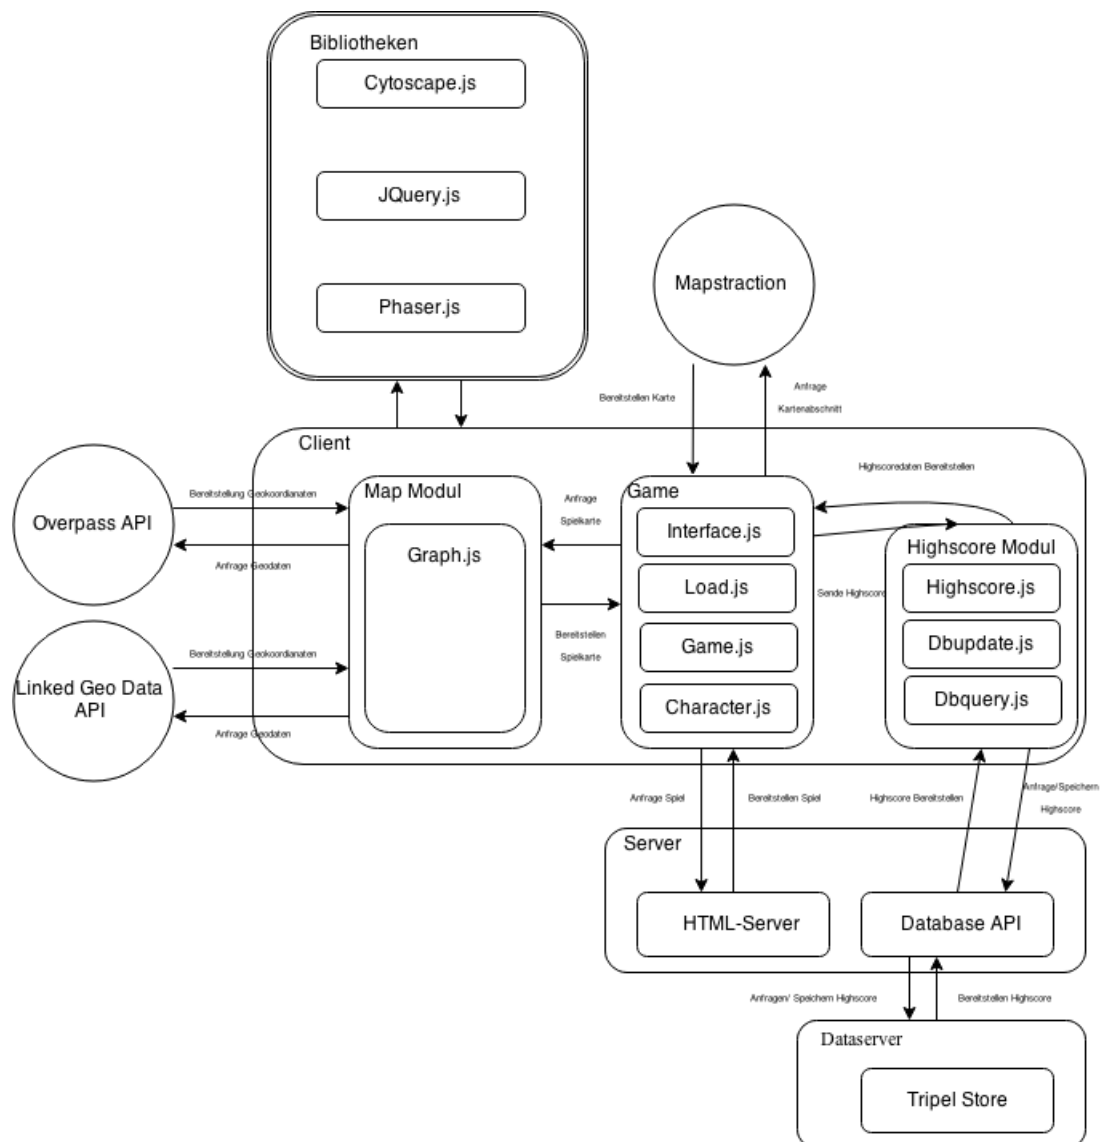 Bibliotheken
Cytoscape.js
JQuery.js
Phaser.js
Mapstraction
Bereitstellen Karte
Anfrage
Kartenabschnitt
Client
Overpass API
Bereitstellung Geokoordianaten
Anfrage Geodaten
Linked Geo Data
API
Bereitstellung Geokoordianaten
Anfrage Geodaten
Map Modul
Graph.js
Anfrage
Spielkarte
Bereitstellen
Spielkarte
Game
Interface.js
Load.js
Game.js
Character.js
Highscoredaten Bereitstellen
Sende Highscore
Highscore Modul
Highscore.js
Dbupdate.js
Dbquery.js
Anfrage Spiel
Bereitstellen Spiel
Highscore Bereitstellen
Anfrage/Speichern
Highscore
Server
HTML-Server
Database API
Anfragen/ Speichern Highscore
Bereitstellen Highscore
Dataserver
Tripel Store